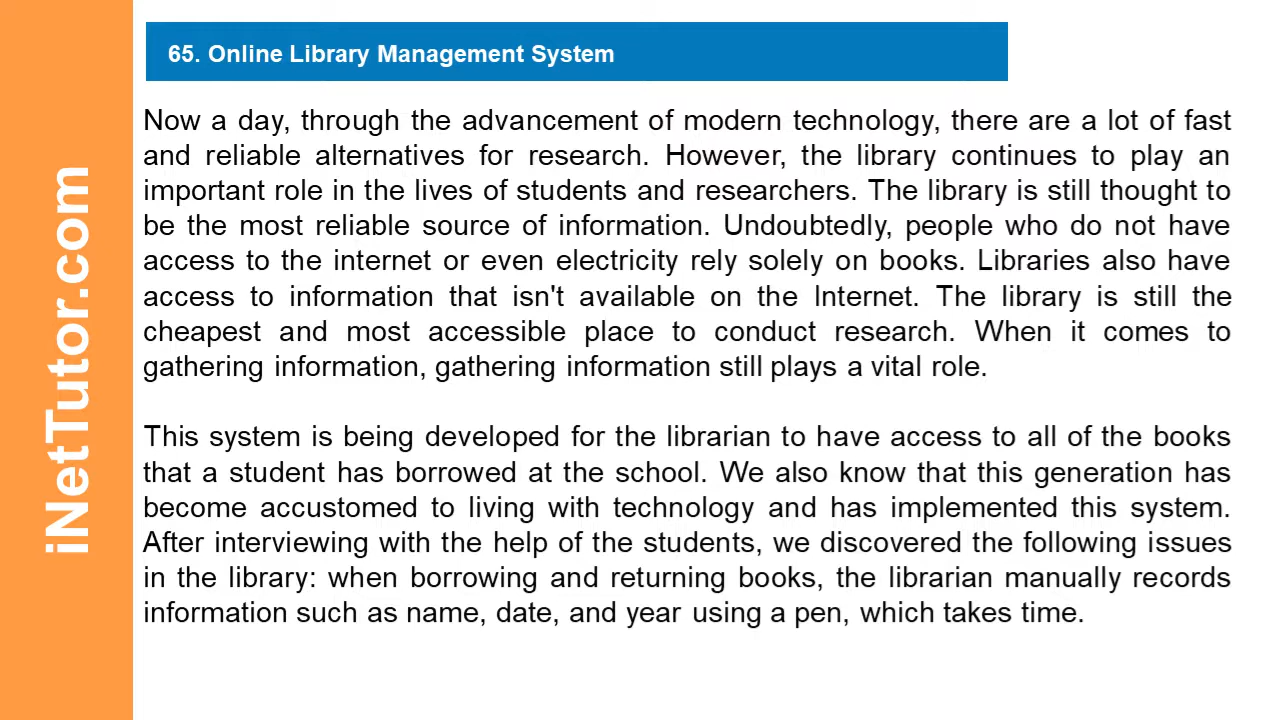 iNetTutor.com
65. Online Library Management System
Now a day, through the advancement of modern technology, there are a lot of fast
and reliable alternatives for research. However, the library continues to play an
important role in the lives of students and researchers. The library is still thought to
be the most reliable source of information. Undoubtedly, people who do not have
access to the internet or even electricity rely solely on books. Libraries also have
access to information that isn't available on the Internet. The library is still the
cheapest and most accessible place to conduct research. When it comes to
gathering information, gathering information still plays a vital role.
This system is being developed for the librarian to have access to all of the books
that a student has borrowed at the school. We also know that this generation has
become accustomed to living with technology and has implemented this system.
After interviewing with the help of the students, we discovered the following issues
in the library: when borrowing and returning books, the librarian manually records
information such as name, date, and year using a pen, which takes time.